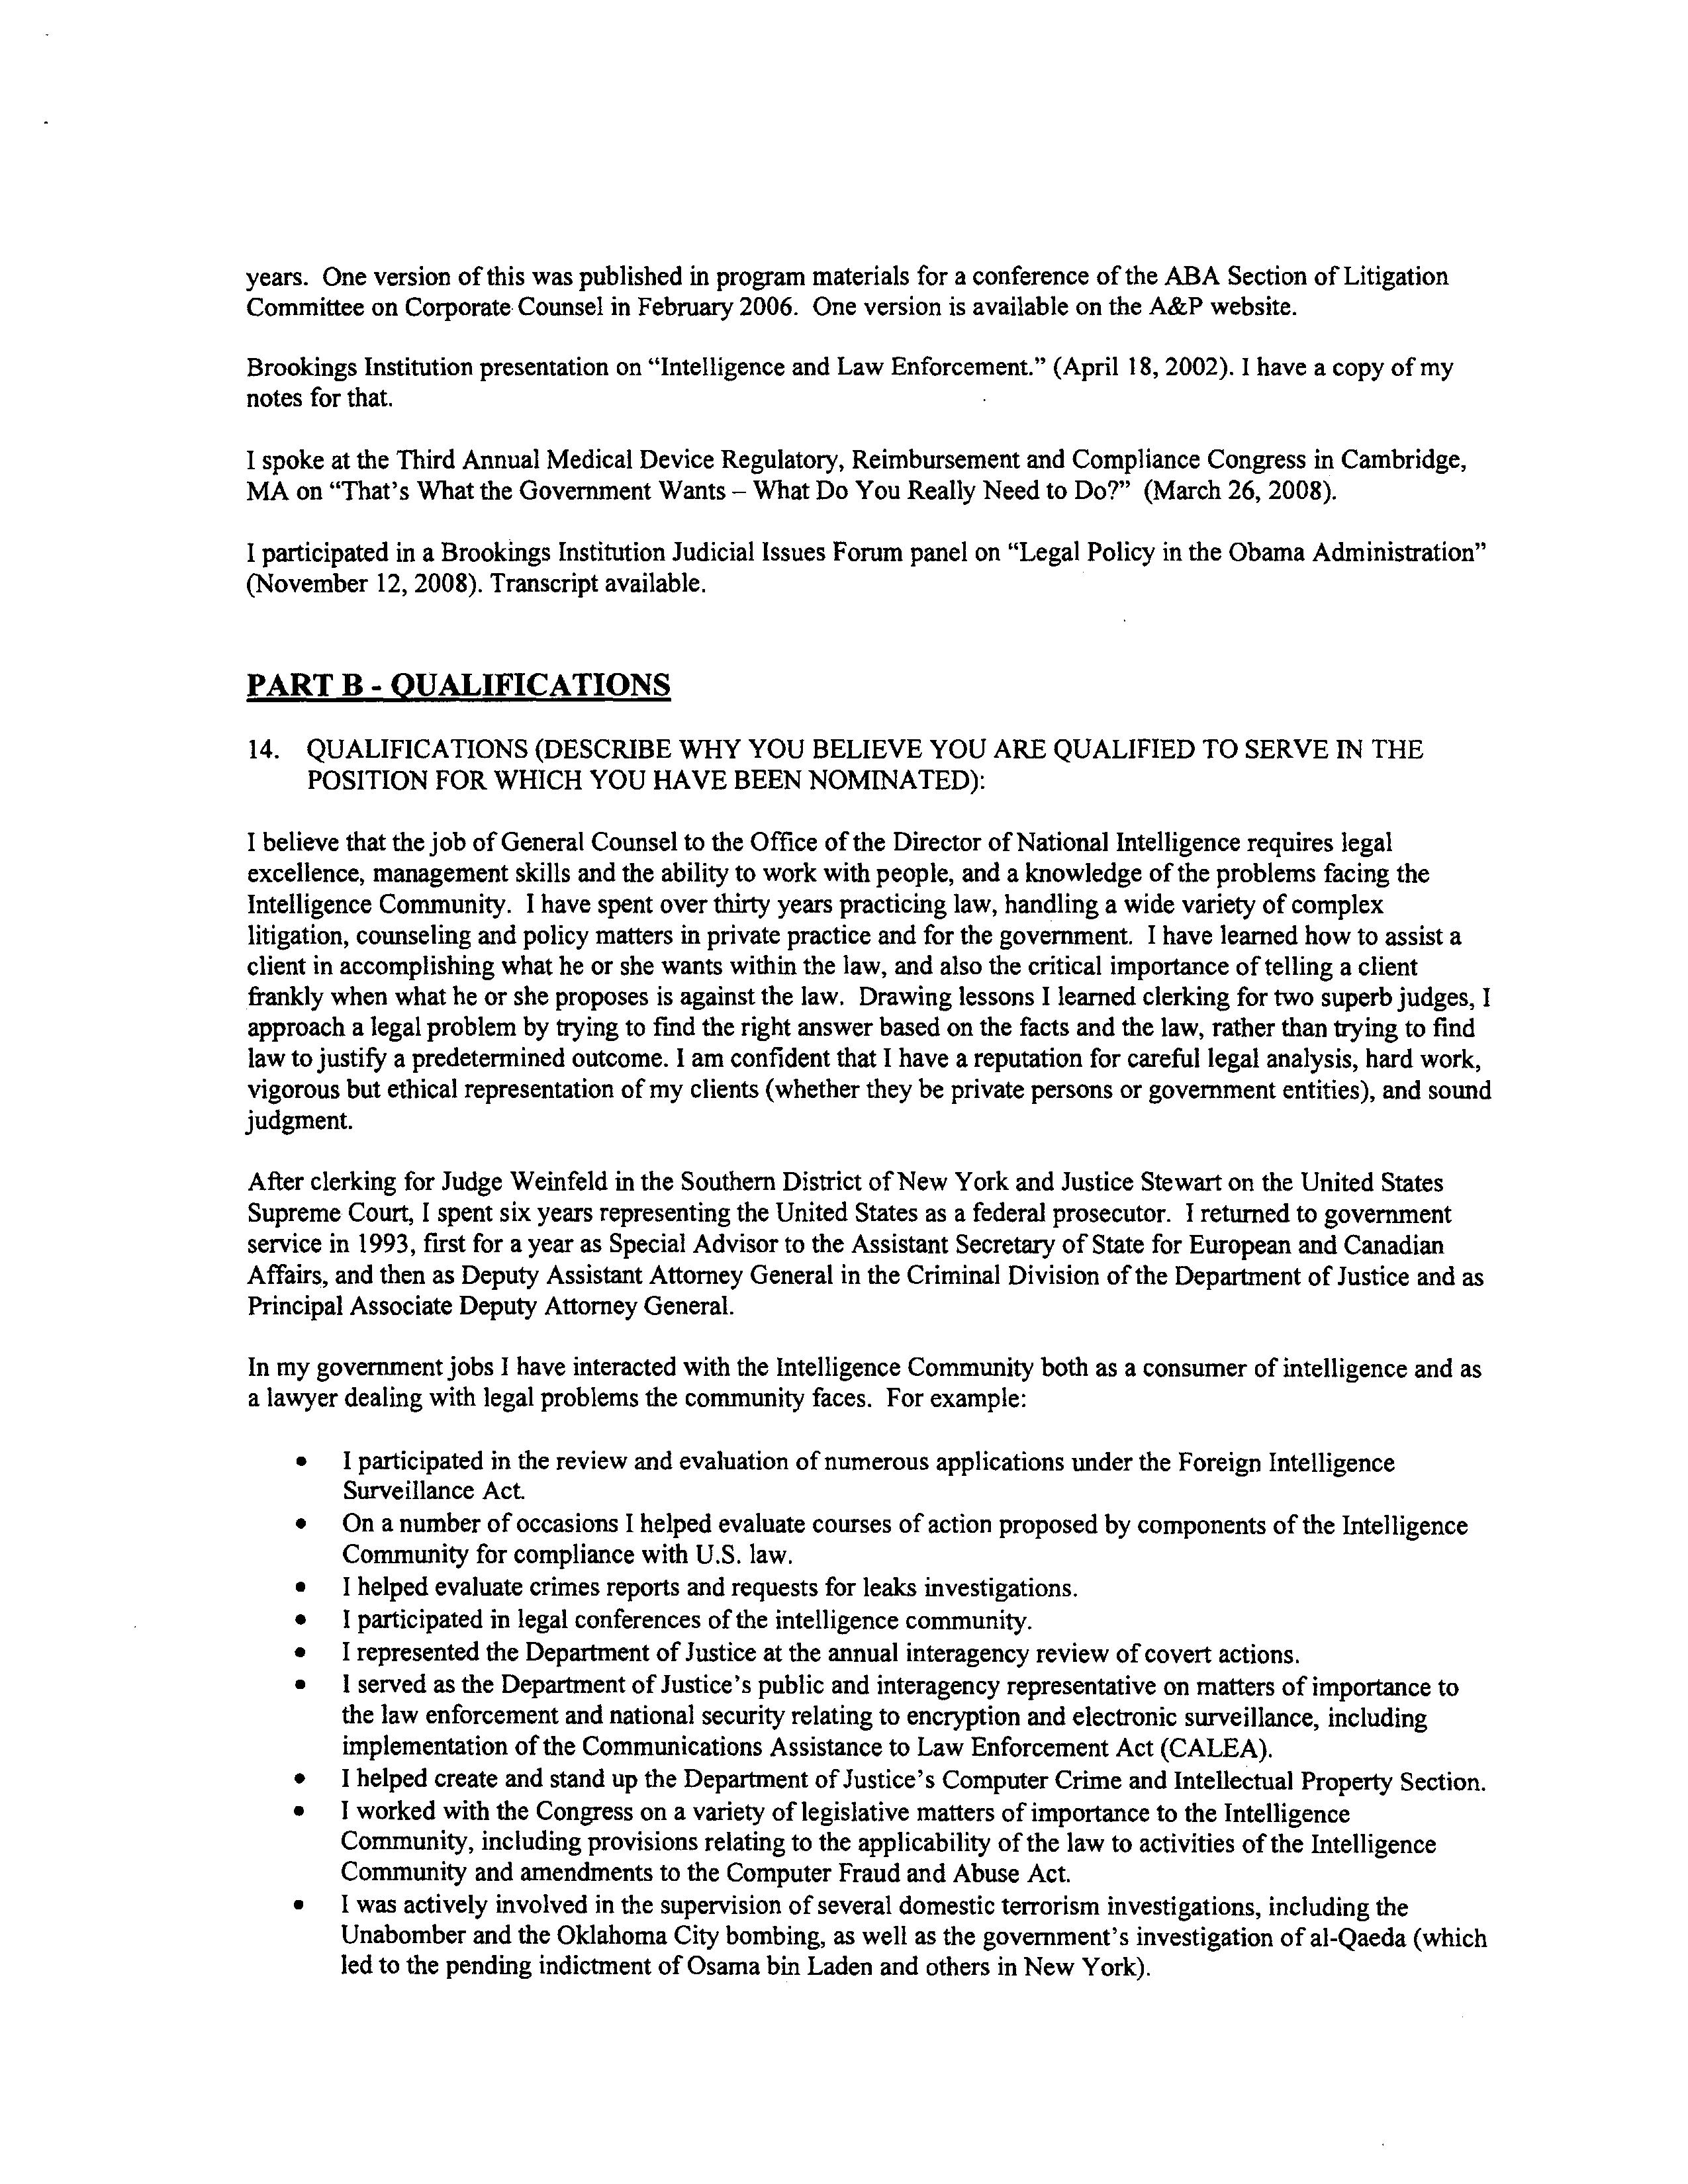 years. One version of this was published in program materials for a conference of the ABA Section of Litigation
Committee on Corporate Counsel in February 2006. One version is available on the A&P website.
Brookings Institution presentation on “Intelligence and Law Enforcement.” (April 18, 2002). I have a copy of my
notes for that.
I spoke at the Third Annual Medical Device Regulatory, Reimbursement and Compliance Congress in Cambridge,
MA on “That’s What the Government Wants – What Do You Really Need to Do?” (March 26, 2008).
I participated in a Brookings Institution Judicial Issues Forum panel on “Legal Policy in the Obama Administration”
(November 12, 2008). Transcript available.
PART B - QUALIFICATIONS
14. QUALIFICATIONS (DESCRIBE WHY YOU BELIEVE YOU ARE QUALIFIED TO SERVE IN THE
POSITION FOR WHICH YOU HAVE BEEN NOMINATED):
I believe that the job of General Counsel to the Office of the Director of National Intelligence requires legal
excellence, management skills and the ability to work with people, and a knowledge of the problems facing the
Intelligence Community. I have spent over thirty years practicing law, handling a wide variety of complex
litigation, counseling and policy matters in private practice and for the government. I have learned how to assist a
client in accomplishing what he or she wants within the law, and also the critical importance of telling a client
frankly when what he or she proposes is against the law. Drawing lessons I learned clerking for two superb judges, I
approach a legal problem by trying to find the right answer based on the facts and the law, rather than trying to find
law to justify a predetermined outcome. I am confident that I have a reputation for careful legal analysis, hard work,
vigorous but ethical representation of my clients (whether they be private persons or government entities), and sound
judgment.
After clerking for Judge Weinfeld in the Southern District of New York and Justice Stewart on the United States
Supreme Court, I spent six years representing the United States as a federal prosecutor. I returned to government
service in 1993, first for a year as Special Advisor to the Assistant Secretary of State for European and Canadian
Affairs, and then as Deputy Assistant Attorney General in the Criminal Division of the Department of Justice and as
Principal Associate Deputy Attorney General.
In my government jobs I have interacted with the Intelligence Community both as a consumer of intelligence and as
a lawyer dealing with legal problems the community faces. For example:
• I participated in the review and evaluation of numerous applications under the Foreign Intelligence
Surveillance Act.
• On a number of occasions I helped evaluate courses of action proposed by components of the Intelligence
Community for compliance with U.S. law.
• I helped evaluate crimes reports and requests for leaks investigations.
• I participated in legal conferences of the intelligence community.
• I represented the Department of Justice at the annual interagency review of covert actions.
• I served as the Department of Justice’s public and interagency representative on matters of importance to
the law enforcement and national security relating to encryption and electronic surveillance, including
implementation of the Communications Assistance to Law Enforcement Act (CALEA).
• I helped create and stand up the Department of Justice’s Computer Crime and Intellectual Property Section.
• I worked with the Congress on a variety of legislative matters of importance to the Intelligence
Community, including provisions relating to the applicability of the law to activities of the Intelligence
Community and amendments to the Computer Fraud and Abuse Act.
• I was actively involved in the supervision of several domestic terrorism investigations, including the
Unabomber and the Oklahoma City bombing, as well as the government’s investigation of al-Qaeda (which
led to the pending indictment of Osama bin Laden and others in New York).